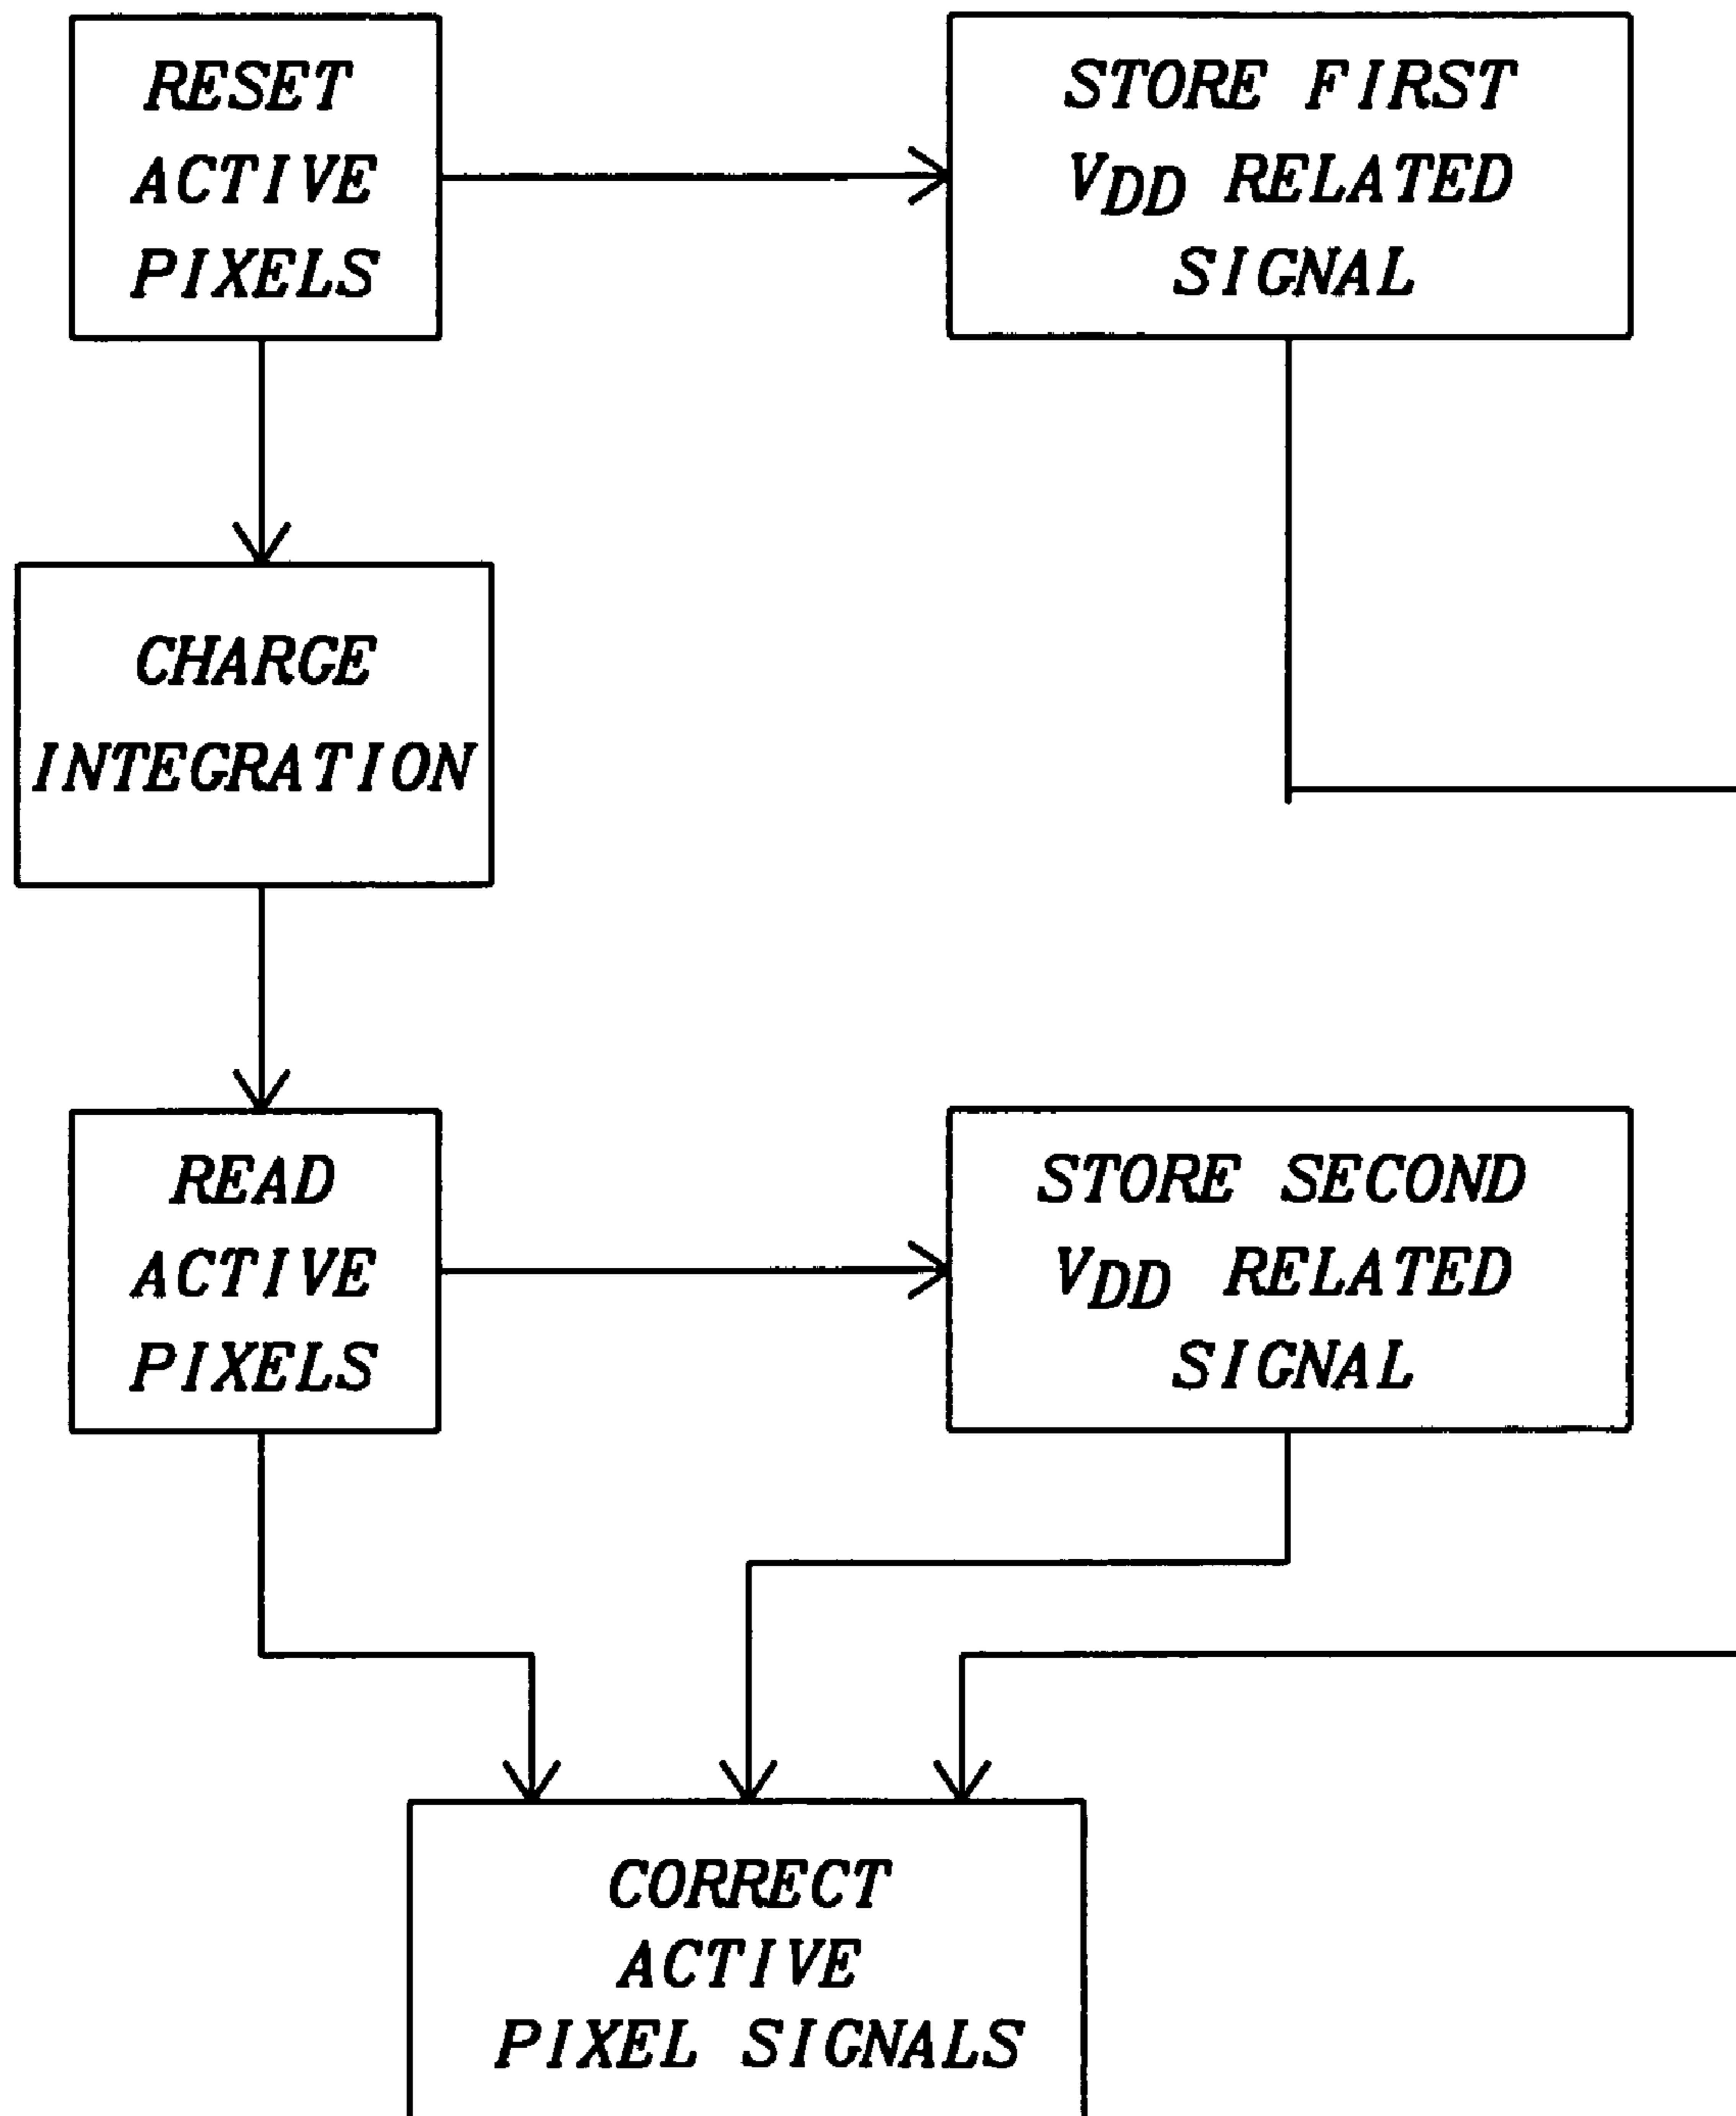 RESET
ACTIVE
PIXELS
STORE FIRST
VDD RELATED
SIGNAL
CHARGE
INTEGRATION
READ
ACTIVE
PIXELS
STORE SECOND
VDD RELATED
SIGNAL
CORRECT
ACTIVE
PIXEL SIGNALS